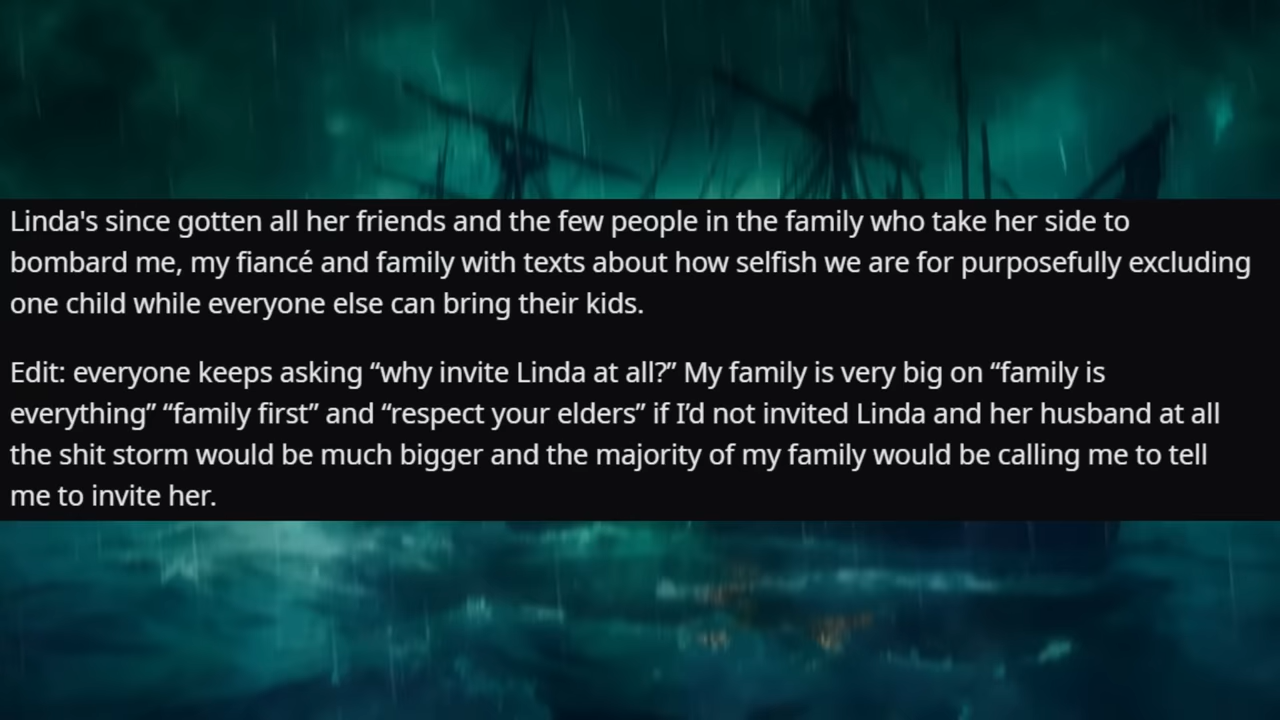 Linda's since gotten all her friends and the few people in the family who take her side to
bombard me, my fiancé and family with texts about how selfish we are for purposefully excluding
one child while everyone else can bring their kids.
Edit: everyone keeps asking “why invite Linda at all?” My family is very big on “family is
everything” “family first” and “respect your elders” if I’d not invited Linda and her husband at all
the shit storm would be much bigger and the majority of my family would be calling me to tell
me to invite her.